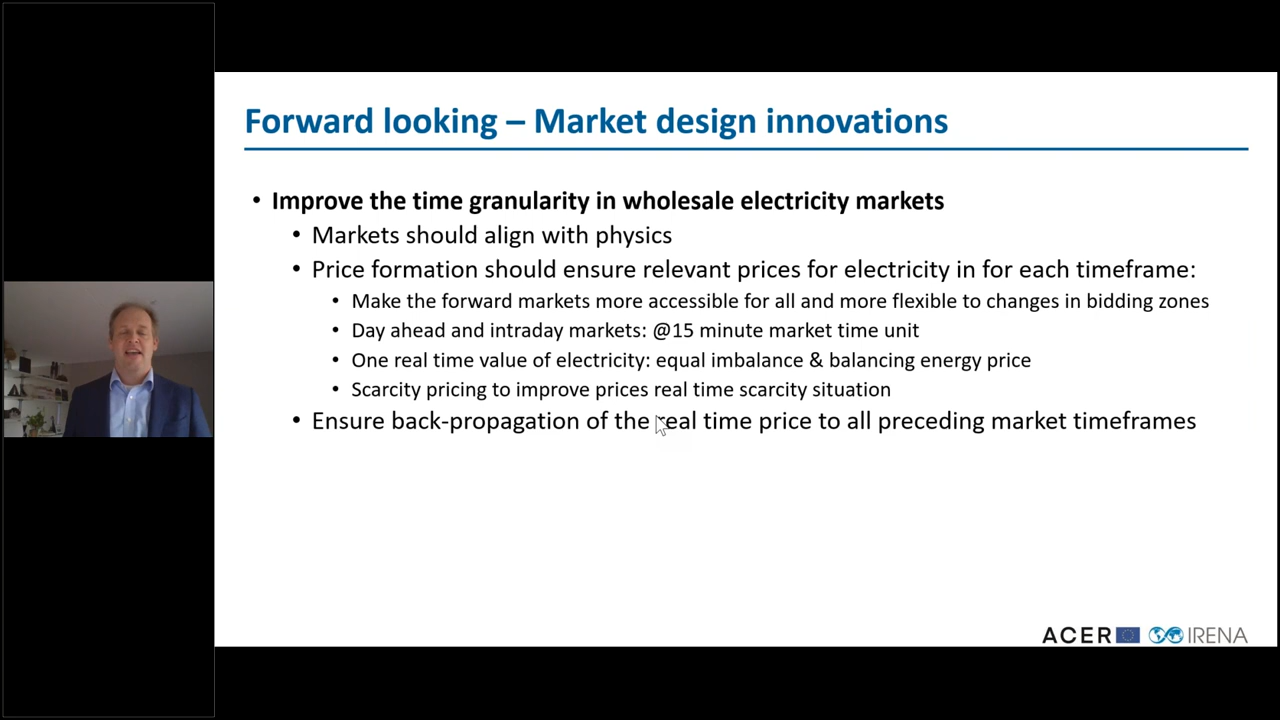 Forward looking – Market design innovations
• Improve the time granularity in wholesale electricity markets
• Markets should align with physics
• Price formation should ensure relevant prices for electricity in for each timeframe:
• Make the forward markets more accessible for all and more flexible to changes in bidding zones
• Day ahead and intraday markets: @15 minute market time unit
• One real time value of electricity: equal imbalance & balancing energy price
• Scarcity pricing to improve prices real time scarcity situation
• Ensure back-propagation of the real time price to all preceding market timeframes
ACER IRENA